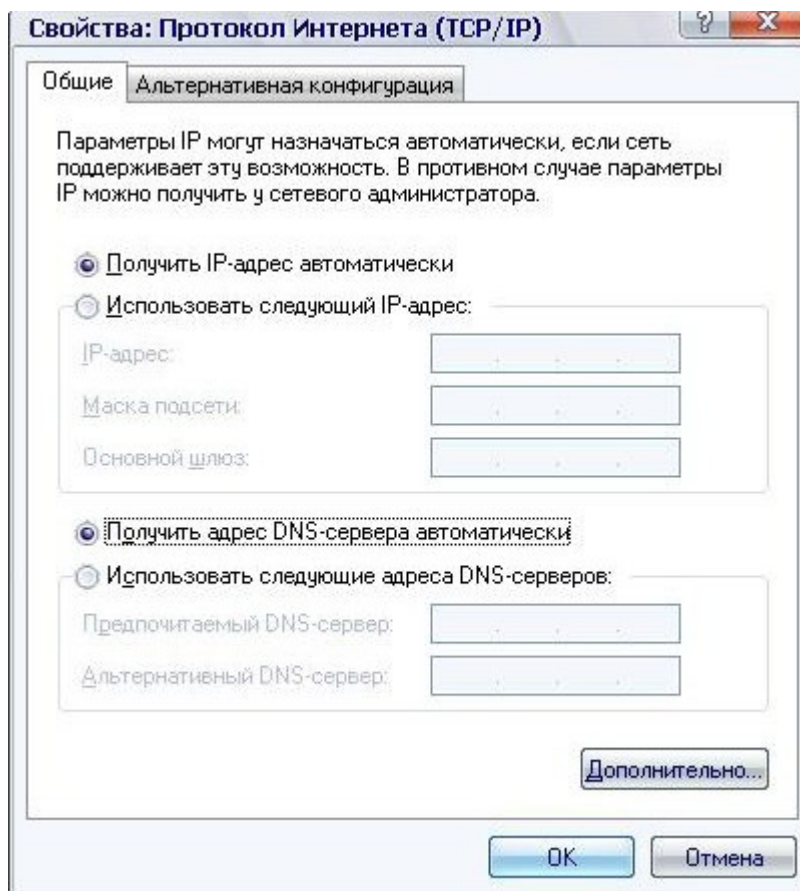 Свойства: Протокол Интернета (TCP/IP)
Общие
Альтернативная конфигурация
Параметры IP могут назначаться автоматически, если сеть
поддерживает эту возможность. В противном случае параметры
IP можно получить у сетевого администратора.
Получить IP-адрес автоматически
Использовать следующий IP-адрес:
IP-адрес:
Маска подсети:
Основной шлюз:
Получить адрес DNS-сервера автоматически
Использовать следующие адреса DNS-серверов:
Предпочитаемый DNS-сервер:
Альтернативный DNS-сервер:
Дополнительно...
OK
Отмена